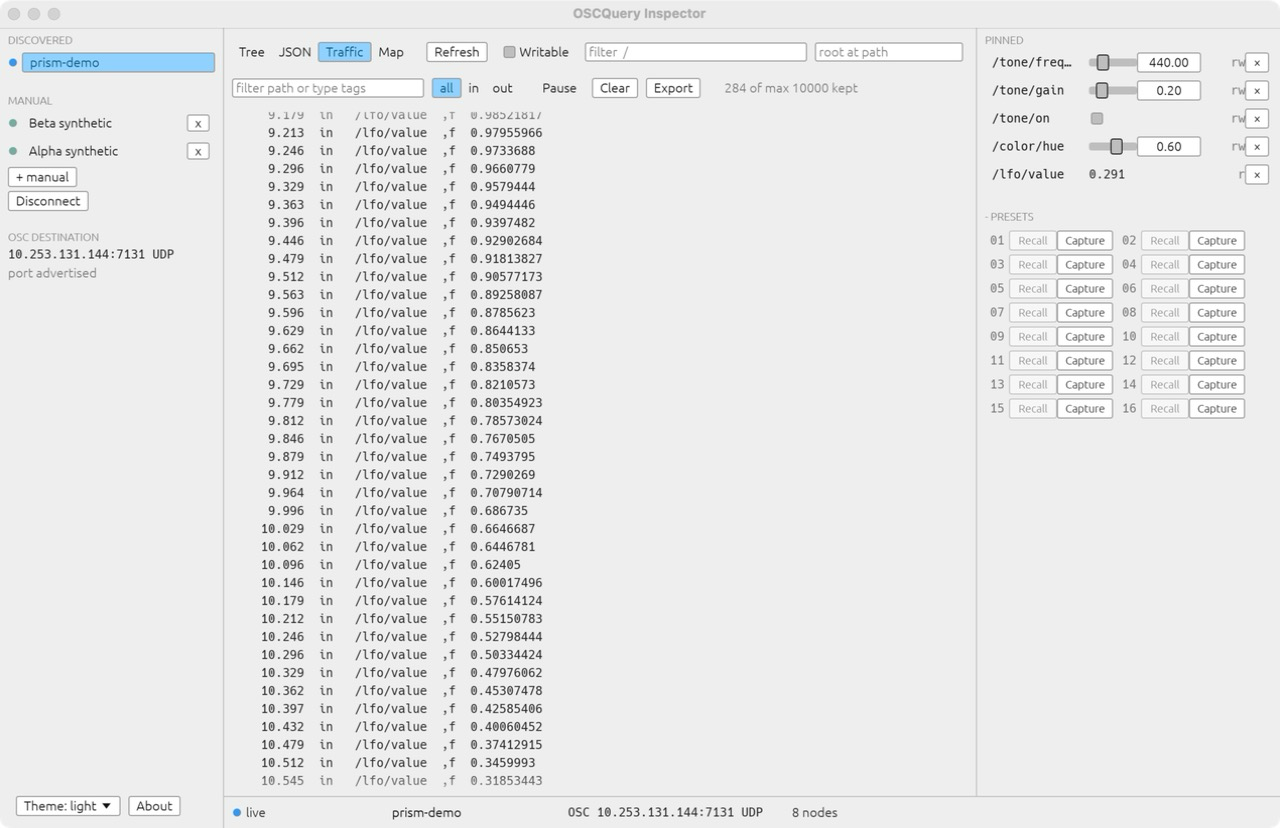 OSCQuery Inspector
DISCOVERED
prism-demo
MANUAL
Beta synthetic x
Alpha synthetic x
+ manual
Disconnect
OSC DESTINATION
10.253.131.144:7131 UDP
port advertised
Theme: light ▼ About
Tree JSON Traffic Map Refresh Writable filter / root at path
filter path or type tags all in out Pause Clear Export 284 of max 10000 kept
9.179 in /lfo/value ,f 0.98521817
9.213 in /lfo/value ,f 0.97955966
9.246 in /lfo/value ,f 0.9733688
9.296 in /lfo/value ,f 0.9660779
9.329 in /lfo/value ,f 0.9579444
9.363 in /lfo/value ,f 0.9494446
9.396 in /lfo/value ,f 0.9397482
9.446 in /lfo/value ,f 0.92902684
9.479 in /lfo/value ,f 0.91813827
9.512 in /lfo/value ,f 0.90577173
9.563 in /lfo/value ,f 0.89258087
9.596 in /lfo/value ,f 0.8785623
9.629 in /lfo/value ,f 0.8644133
9.662 in /lfo/value ,f 0.850653
9.695 in /lfo/value ,f 0.8358374
9.729 in /lfo/value ,f 0.8210573
9.779 in /lfo/value ,f 0.80354923
9.812 in /lfo/value ,f 0.78573024
9.846 in /lfo/value ,f 0.7670505
9.879 in /lfo/value ,f 0.7493795
9.912 in /lfo/value ,f 0.7290269
9.964 in /lfo/value ,f 0.70790714
9.996 in /lfo/value ,f 0.686735
10.029 in /lfo/value ,f 0.6646687
10.062 in /lfo/value ,f 0.6446781
10.096 in /lfo/value ,f 0.62405
10.146 in /lfo/value ,f 0.60017496
10.179 in /lfo/value ,f 0.57614124
10.212 in /lfo/value ,f 0.55150783
10.246 in /lfo/value ,f 0.52798444
10.296 in /lfo/value ,f 0.50334424
10.329 in /lfo/value ,f 0.47976062
10.362 in /lfo/value ,f 0.45307478
10.397 in /lfo/value ,f 0.42585406
10.432 in /lfo/value ,f 0.40060452
10.479 in /lfo/value ,f 0.37412915
10.512 in /lfo/value ,f 0.3459993
10.545 in /lfo/value ,f 0.31853443
live prism-demo OSC 10.253.131.144:7131 UDP 8 nodes
PINNED
/tone/freq… 440.00 rw ×
/tone/gain 0.20 rw ×
/tone/on rw ×
/color/hue 0.60 rw ×
/lfo/value 0.291 r ×
- PRESETS
01 Recall Capture 02 Recall Capture
03 Recall Capture 04 Recall Capture
05 Recall Capture 06 Recall Capture
07 Recall Capture 08 Recall Capture
09 Recall Capture 10 Recall Capture
11 Recall Capture 12 Recall Capture
13 Recall Capture 14 Recall Capture
15 Recall Capture 16 Recall Capture